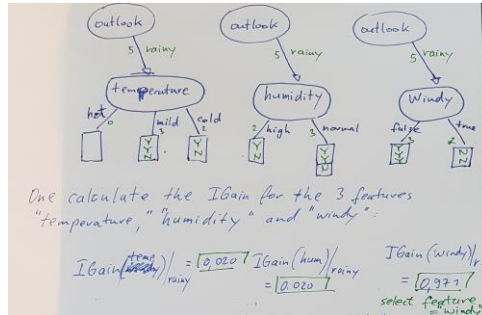 outlook
outlook
outlook
5 rainy
5 rainy
5 rainy
temperature
humidity
Windy
hot mild cold
high normal
false true
0 3 2
2 3
3 2
Y Y N
Y N
Y N
Y Y N
Y Y Y
N N
One calculate the IGain for the 3 features
"temperature," "humidity" and "windy":
IGain(temp)|rainy = 0,020
IGain(hum)|rainy
= 0.020
IGain(windy)|r
= 0,971
select feature
= "windy"